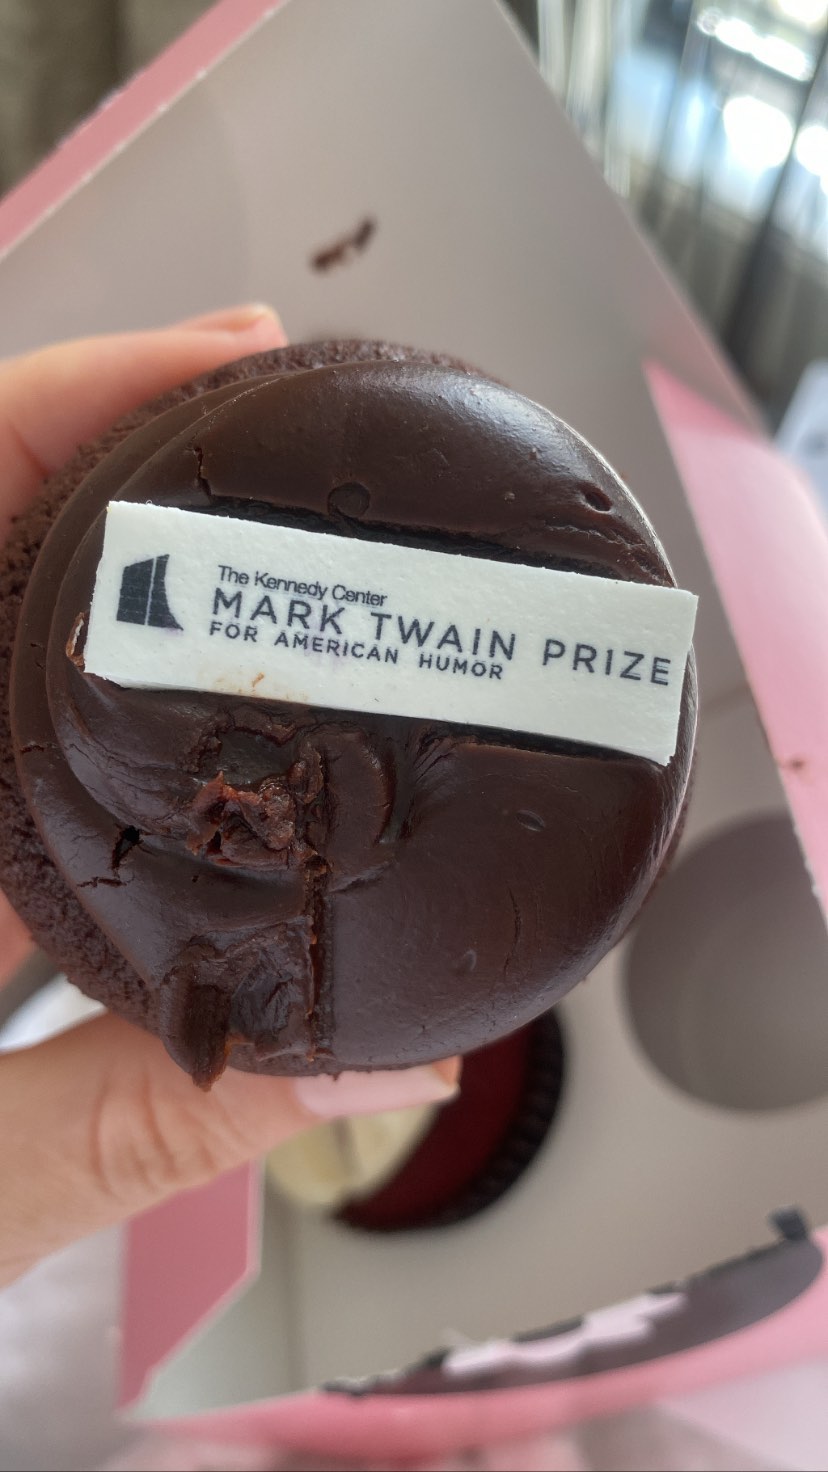 The Kennedy Center
MARK TWAIN PRIZE
FOR AMERICAN HUMOR